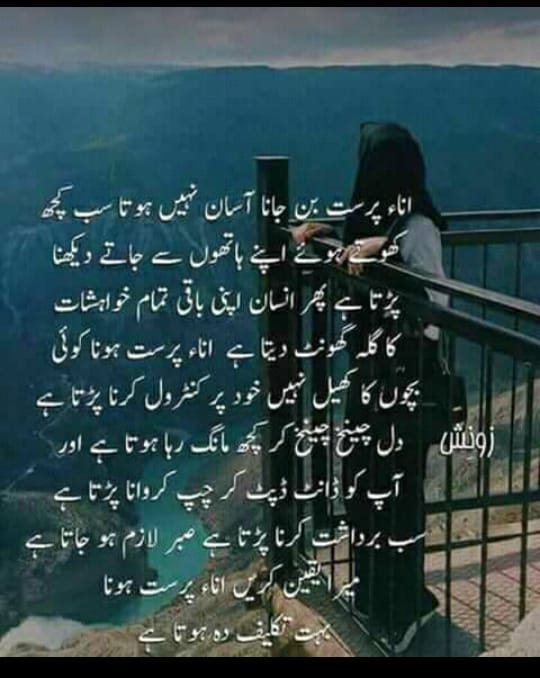 اناء پرست بن جانا آسان نہیں ہوتا سب کچھ
کھوتے ہوئے اپنے ہاتھوں سے جاتے دیکھنا
پڑتا ہے پھر انسان اپنی باقی تمام خواہشات
کا گلہ گھونٹ دیتا ہے اناء پرست ہونا کوئی
بچوں کا کھیل نہیں خود پر کنٹرول کرنا پڑتا ہے
دل چیخ چیخ کر کچھ مانگ رہا ہوتا ہے اور
آپ کو ڈانٹ ڈپٹ کر چپ کروانا پڑتا ہے
سب برداشت کرنا پڑتا ہے صبر لازم ہو جاتا ہے
میرا یقین کریں اناء پرست ہونا
بہت تکلیف دہ ہوتا ہے
زونش